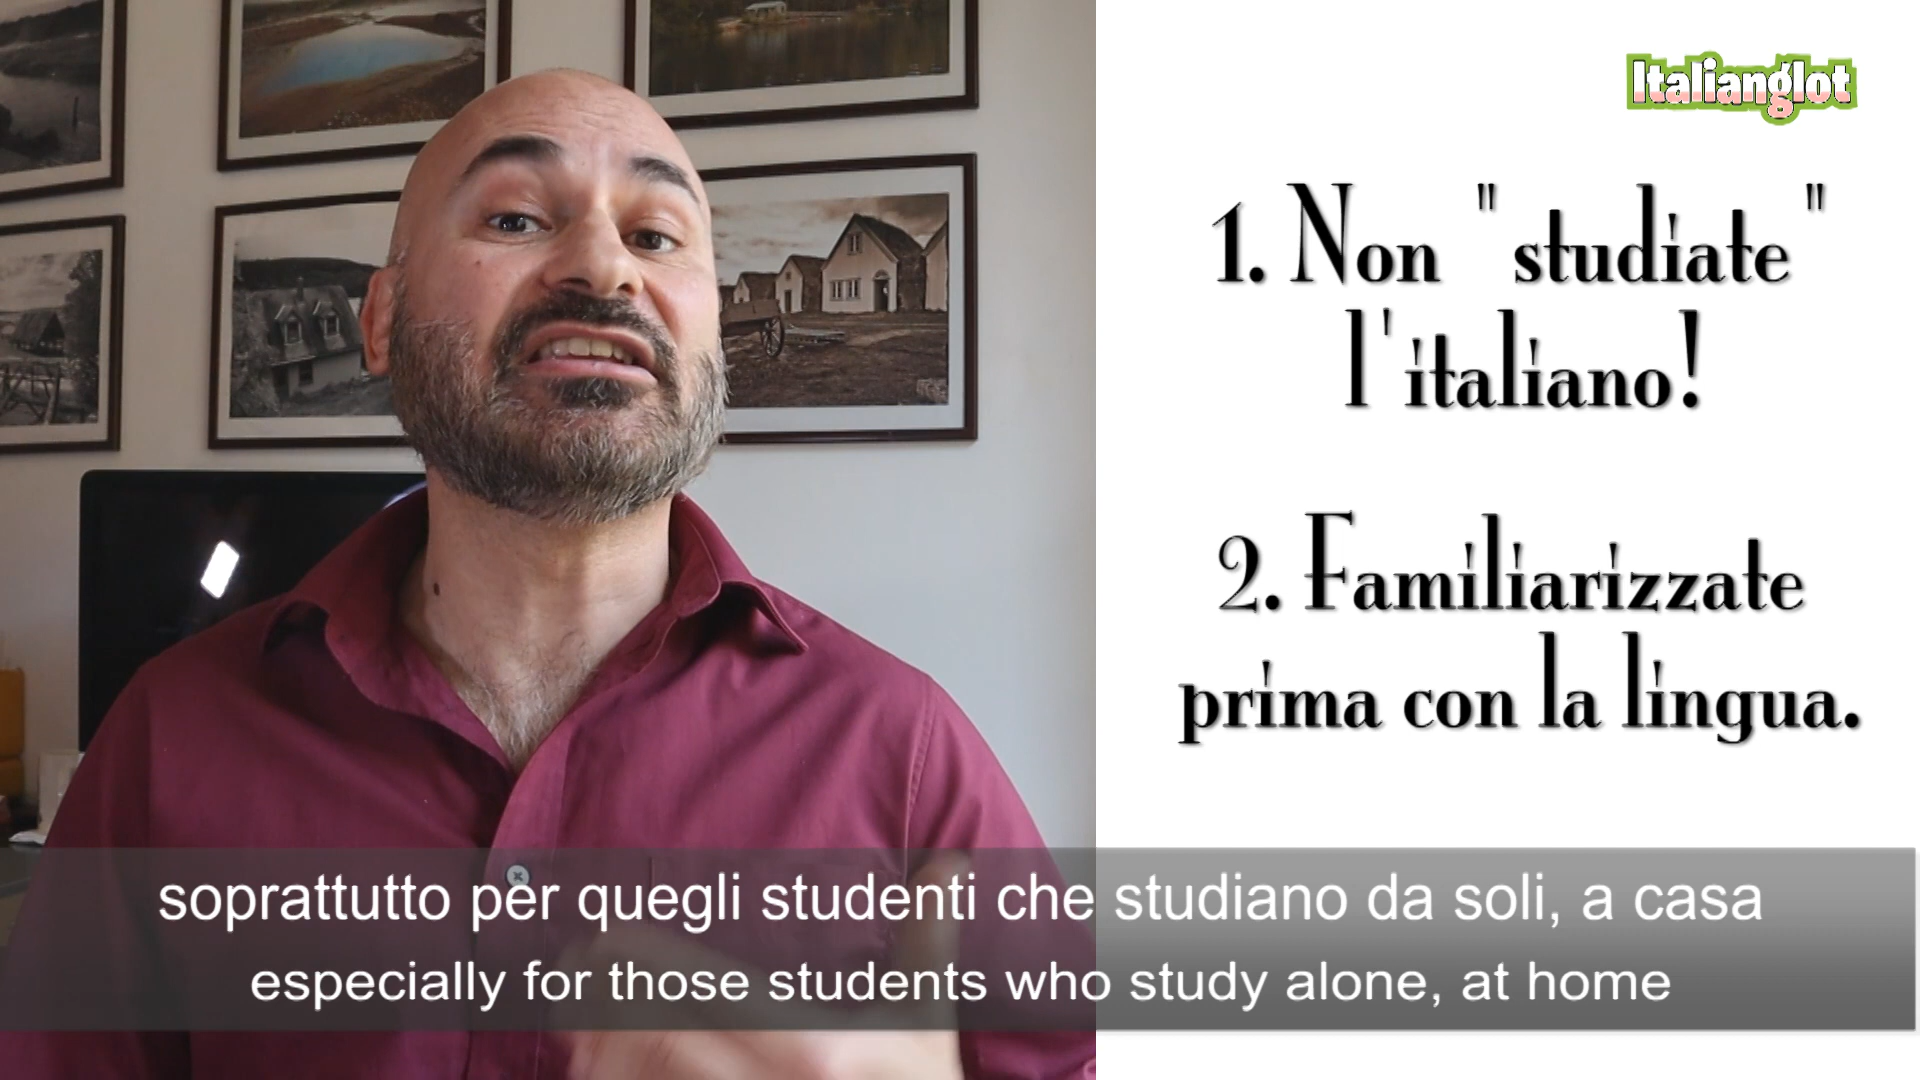 Italianglot
1. Non "studiate"
l'italiano!
2. Familiarizzate
prima con la lingua.
soprattutto per quegli studenti che studiano da soli, a casa
especially for those students who study alone, at home